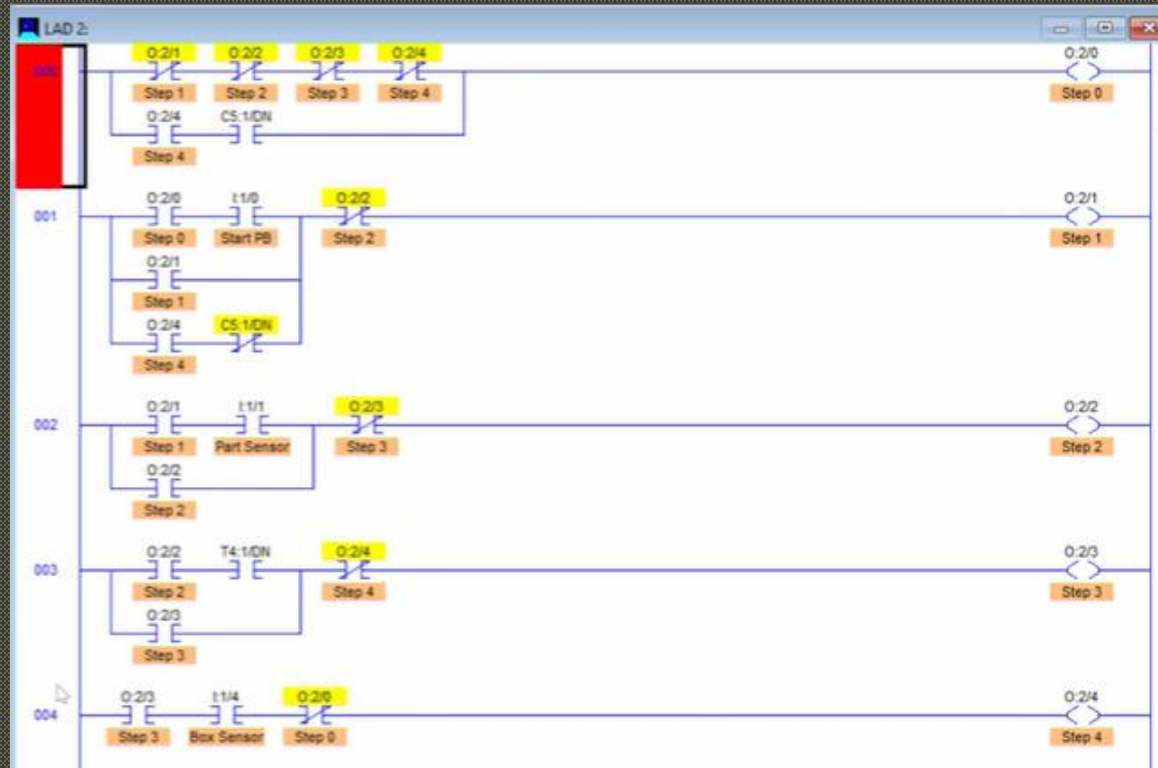 LAD 2:
O:2/1 O:2/2 O:2/3 O:2/4 O:2/0
Step 1 Step 2 Step 3 Step 4 Step 0
O:2/4 C5:1/DN
Step 4
O:2/0 I:1/0 O:2/2 O:2/1
001
Step 0 Start PB Step 2 Step 1
O:2/1
Step 1
O:2/4 C5:1/DN
Step 4
O:2/1 I:1/1 O:2/3 O:2/2
002
Step 1 Part Sensor Step 3 Step 2
O:2/2
Step 2
O:2/2 T4:1/DN O:2/4 O:2/3
003
Step 2 Step 4 Step 3
O:2/3
Step 3
O:2/3 I:1/4 O:2/0 O:2/4
004
Step 3 Box Sensor Step 0 Step 4